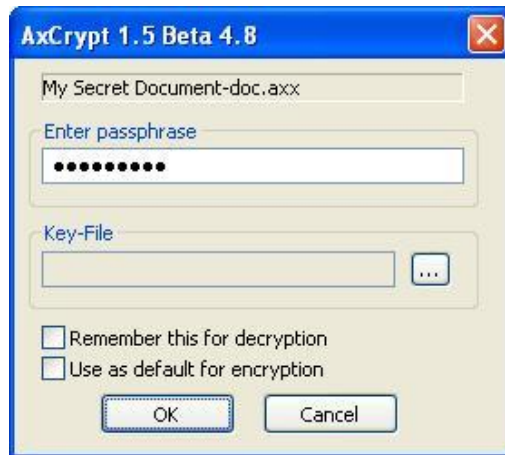 AxCrypt 1.5 Beta 4.8
My Secret Document-doc.axx
Enter passphrase
●●●●●●●●●
Key-File
...
Remember this for decryption
Use as default for encryption
OK Cancel